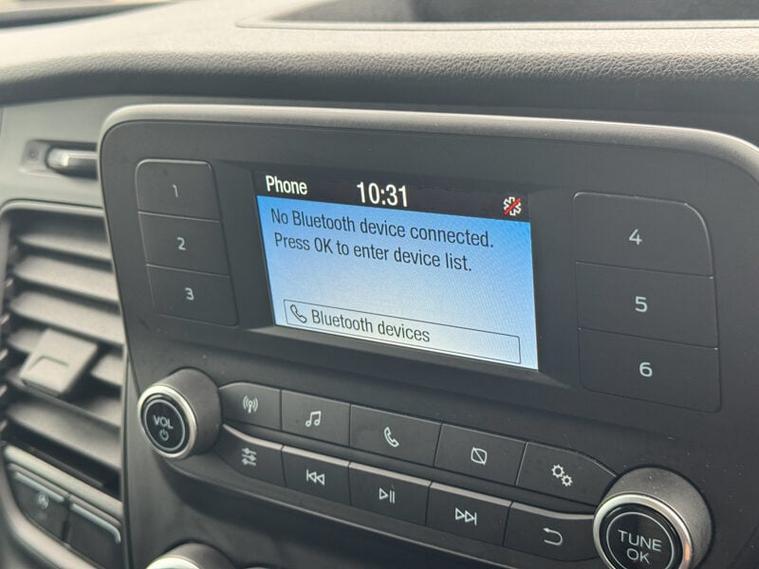 Phone 10:31
No Bluetooth device connected.
Press OK to enter device list.
Bluetooth devices
1
2
3
4
5
6
VOL
TUNE
OK